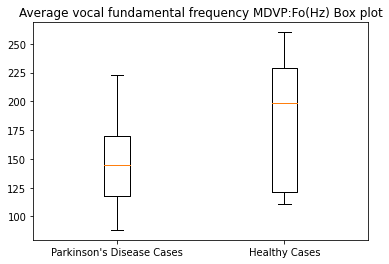 Average vocal fundamental frequency MDVP:Fo(Hz) Box plot
250
225
200
175
150
125
100
Parkinson's Disease Cases
Healthy Cases